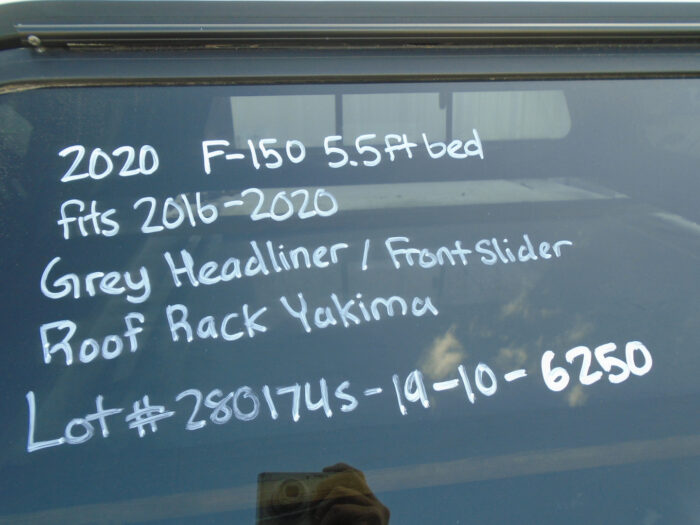 2020 F-150 5.5ft bed
fits 2016-2020
Grey Headliner / Front Slider
Roof Rack Yakima
Lot # 280174S-19-10-6250